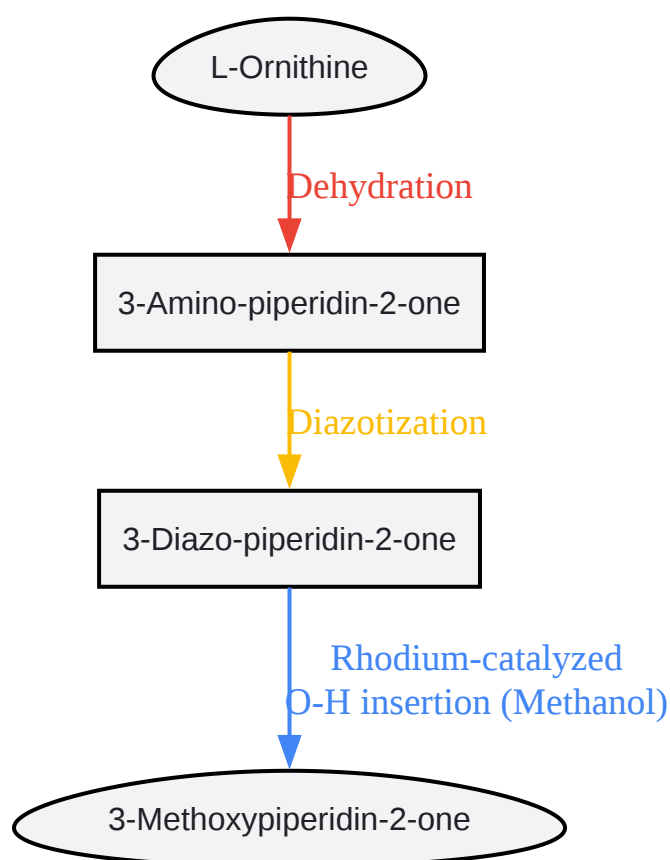 L-Ornithine
Dehydration
3-Amino-piperidin-2-one
Diazotization
3-Diazo-piperidin-2-one
Rhodium-catalyzed
O-H insertion (Methanol)
3-Methoxypiperidin-2-one